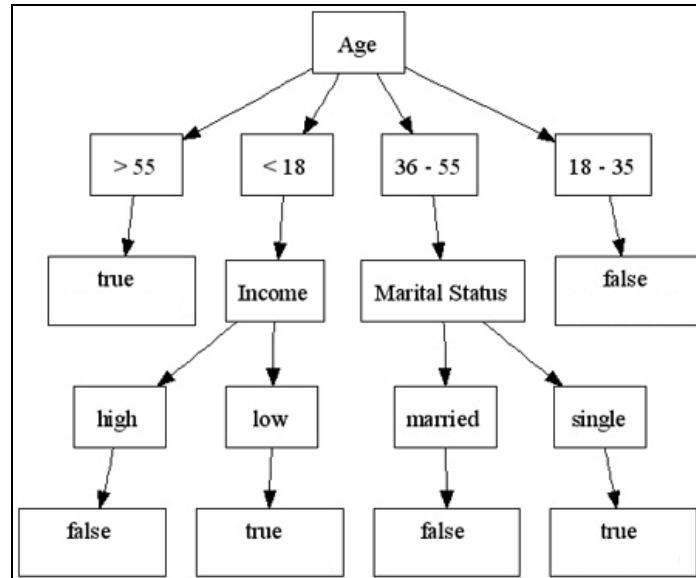 Age
> 55
< 18
36 - 55
18 - 35
true
Income
Marital Status
false
high
low
married
single
false
true
false
true